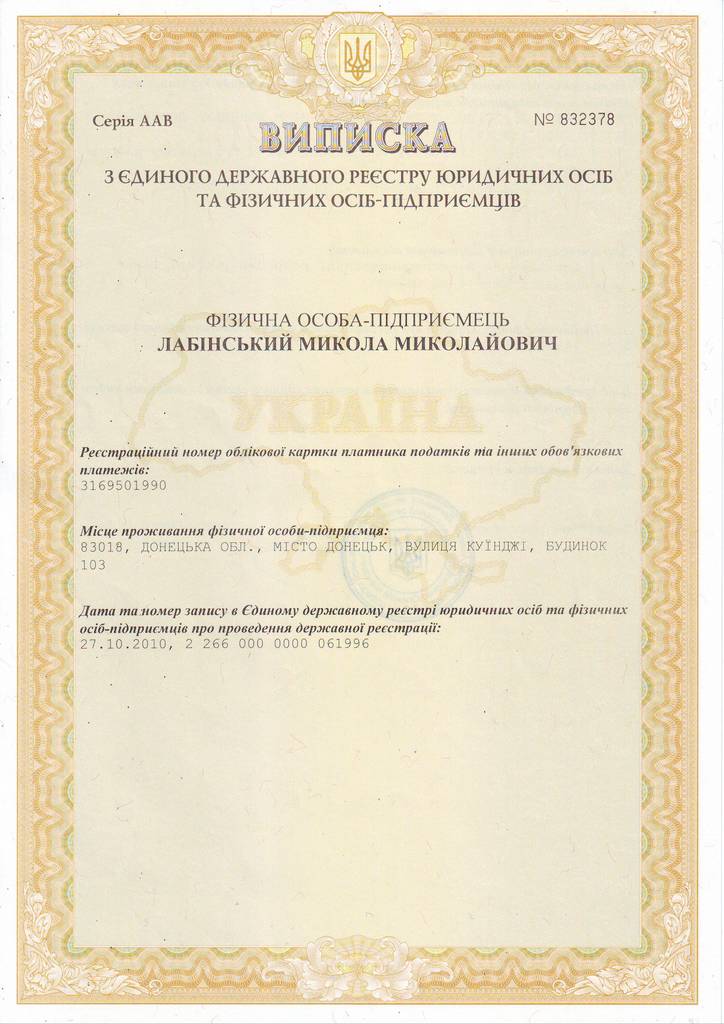 Серія ААВ
№ 832378
ВИПИСКА
З ЄДИНОГО ДЕРЖАВНОГО РЕЄСТРУ ЮРИДИЧНИХ ОСІБ
ТА ФІЗИЧНИХ ОСІБ-ПІДПРИЄМЦІВ
ФІЗИЧНА ОСОБА-ПІДПРИЄМЕЦЬ
ЛАБІНСЬКИЙ МИКОЛА МИКОЛАЙОВИЧ
УКРАЇНА
Реєстраційний номер облікової картки платника податків та інших обов'язкових
платежів:
3169501990
Місце проживання фізичної особи-підприємця:
83018, ДОНЕЦЬКА ОБЛ., МІСТО ДОНЕЦЬК, ВУЛИЦЯ КУЇНДЖІ, БУДИНОК
103
Дата та номер запису в Єдиному державному реєстрі юридичних осіб та фізичних
осіб-підприємців про проведення державної реєстрації:
27.10.2010, 2 266 000 0000 061996